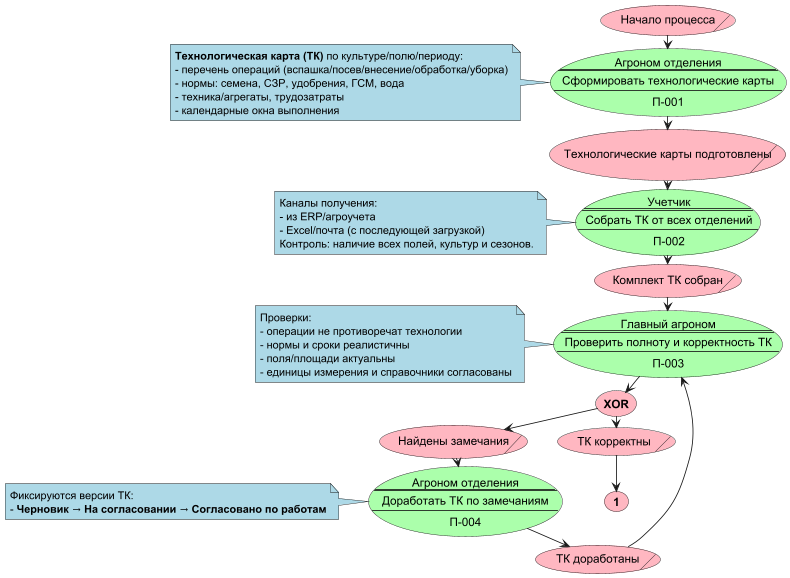 Начало процесса
Технологическая карта (ТК) по культуре/полю/периоду:
- перечень операций (вспашка/посев/внесение/обработка/уборка)
- нормы: семена, СЗР, удобрения, ГСМ, вода
- техника/агрегаты, трудозатраты
- календарные окна выполнения
Агроном отделения
Сформировать технологические карты
П-001
Технологические карты подготовлены
Каналы получения:
- из ERP/агроучета
- Excel/почта (с последующей загрузкой)
Контроль: наличие всех полей, культур и сезонов.
Учетчик
Собрать ТК от всех отделений
П-002
Комплект ТК собран
Проверки:
- операции не противоречат технологии
- нормы и сроки реалистичны
- поля/площади актуальны
- единицы измерения и справочники согласованы
Главный агроном
Проверить полноту и корректность ТК
П-003
XOR
Найдены замечания
ТК корректны
Фиксируются версии ТК:
- Черновик → На согласовании → Согласовано по работам
Агроном отделения
Доработать ТК по замечаниям
П-004
1
ТК доработаны